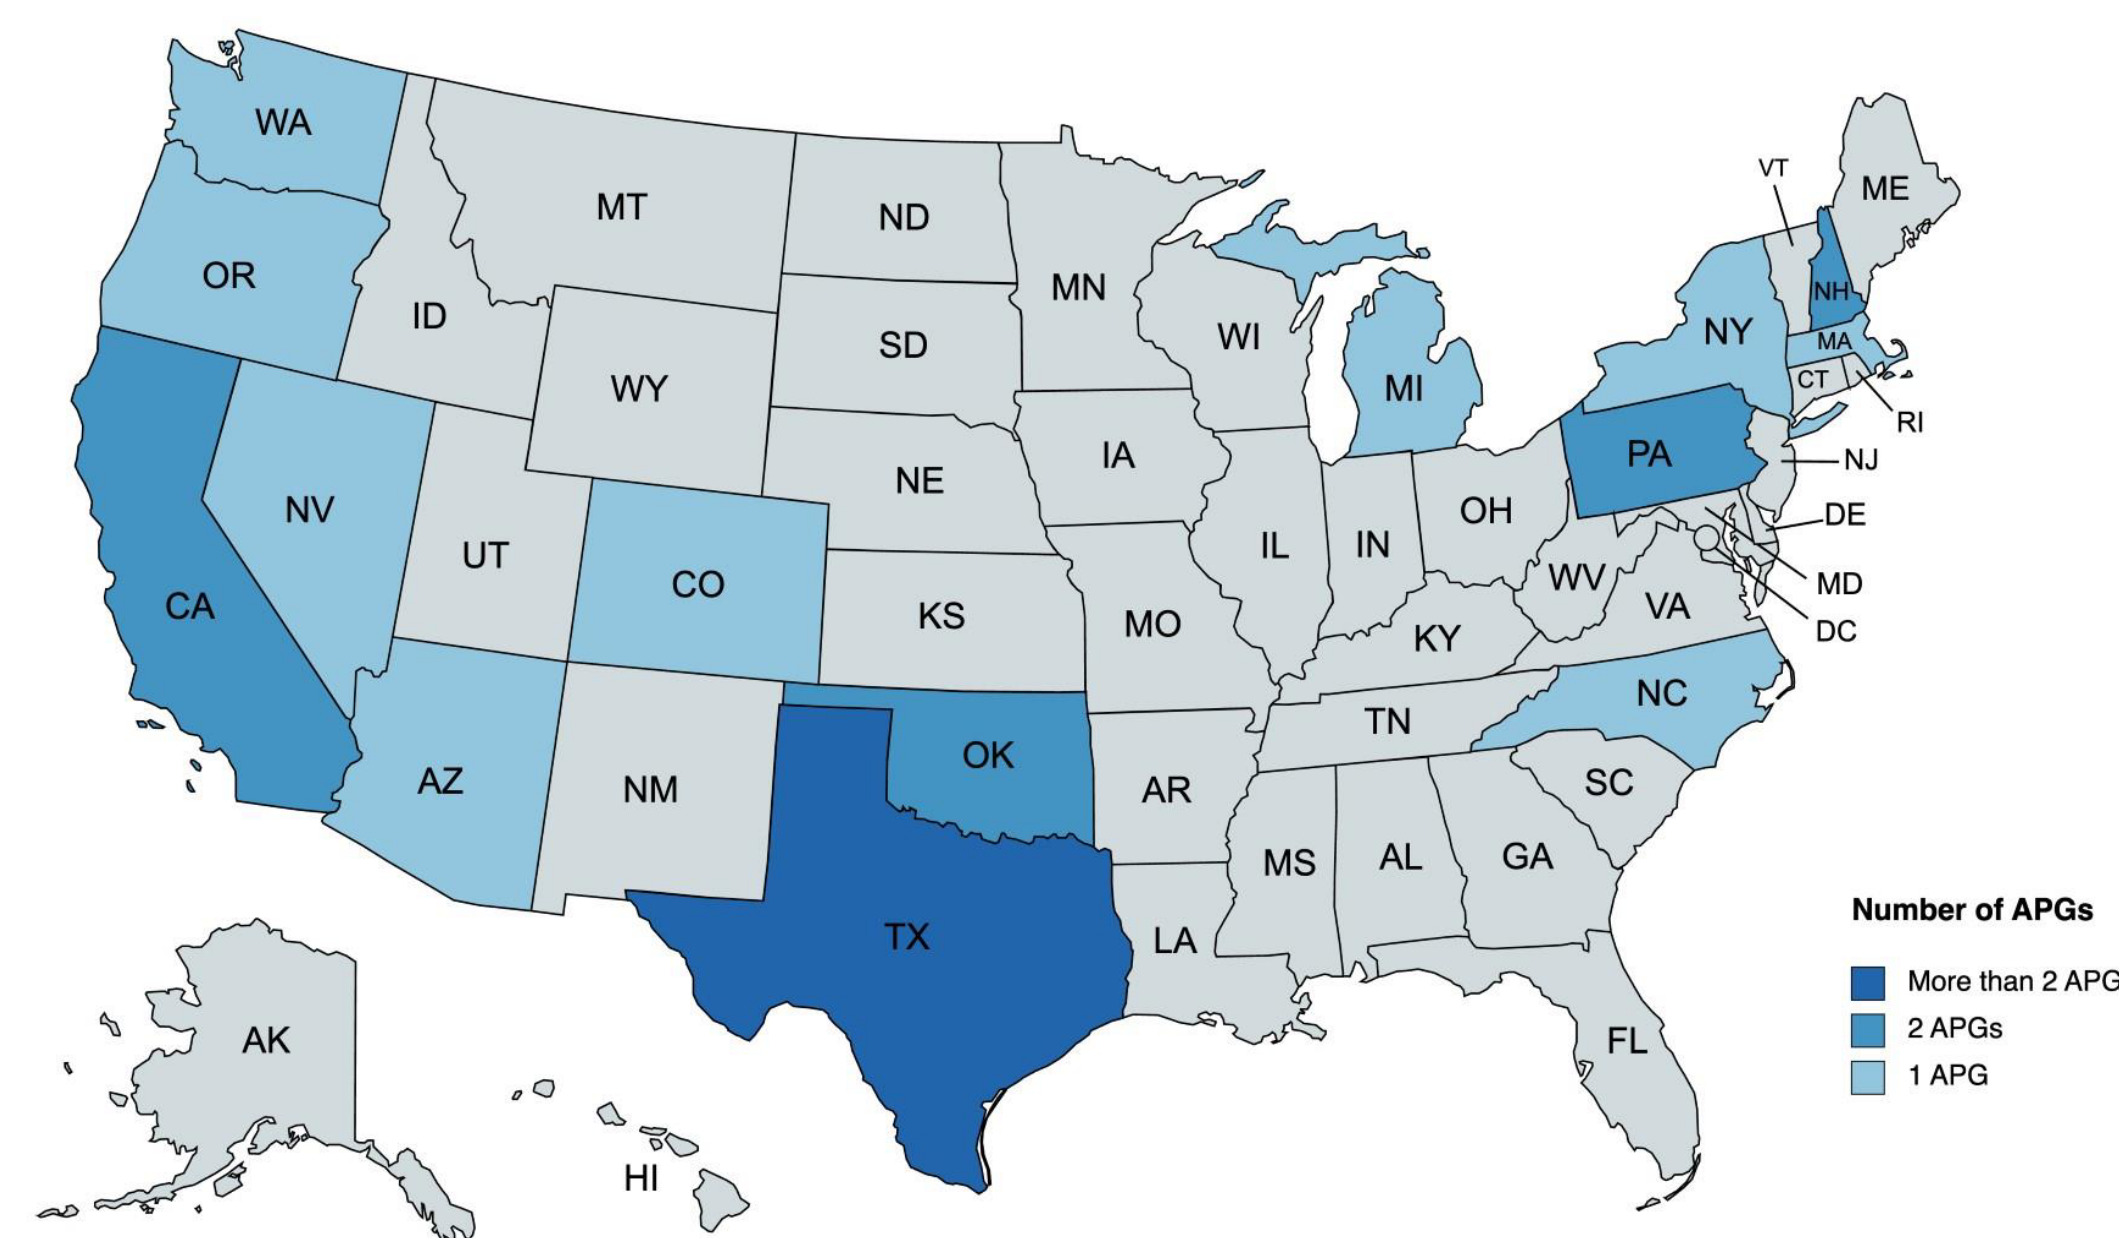 WA
MT
ND
MN
VT
ME
OR
ID
SD
WI
NH
NY
MA
WY
MI
CT
RI
NV
NE
IA
PA
NJ
UT
CO
IL
IN
OH
DE
CA
KS
MO
WV
MD
VA
DC
KY
NC
TN
AZ
NM
OK
AR
SC
TX
MS
AL
GA
LA
AK
FL
HI
Number of APGs
More than 2 APG
2 APGs
1 APG